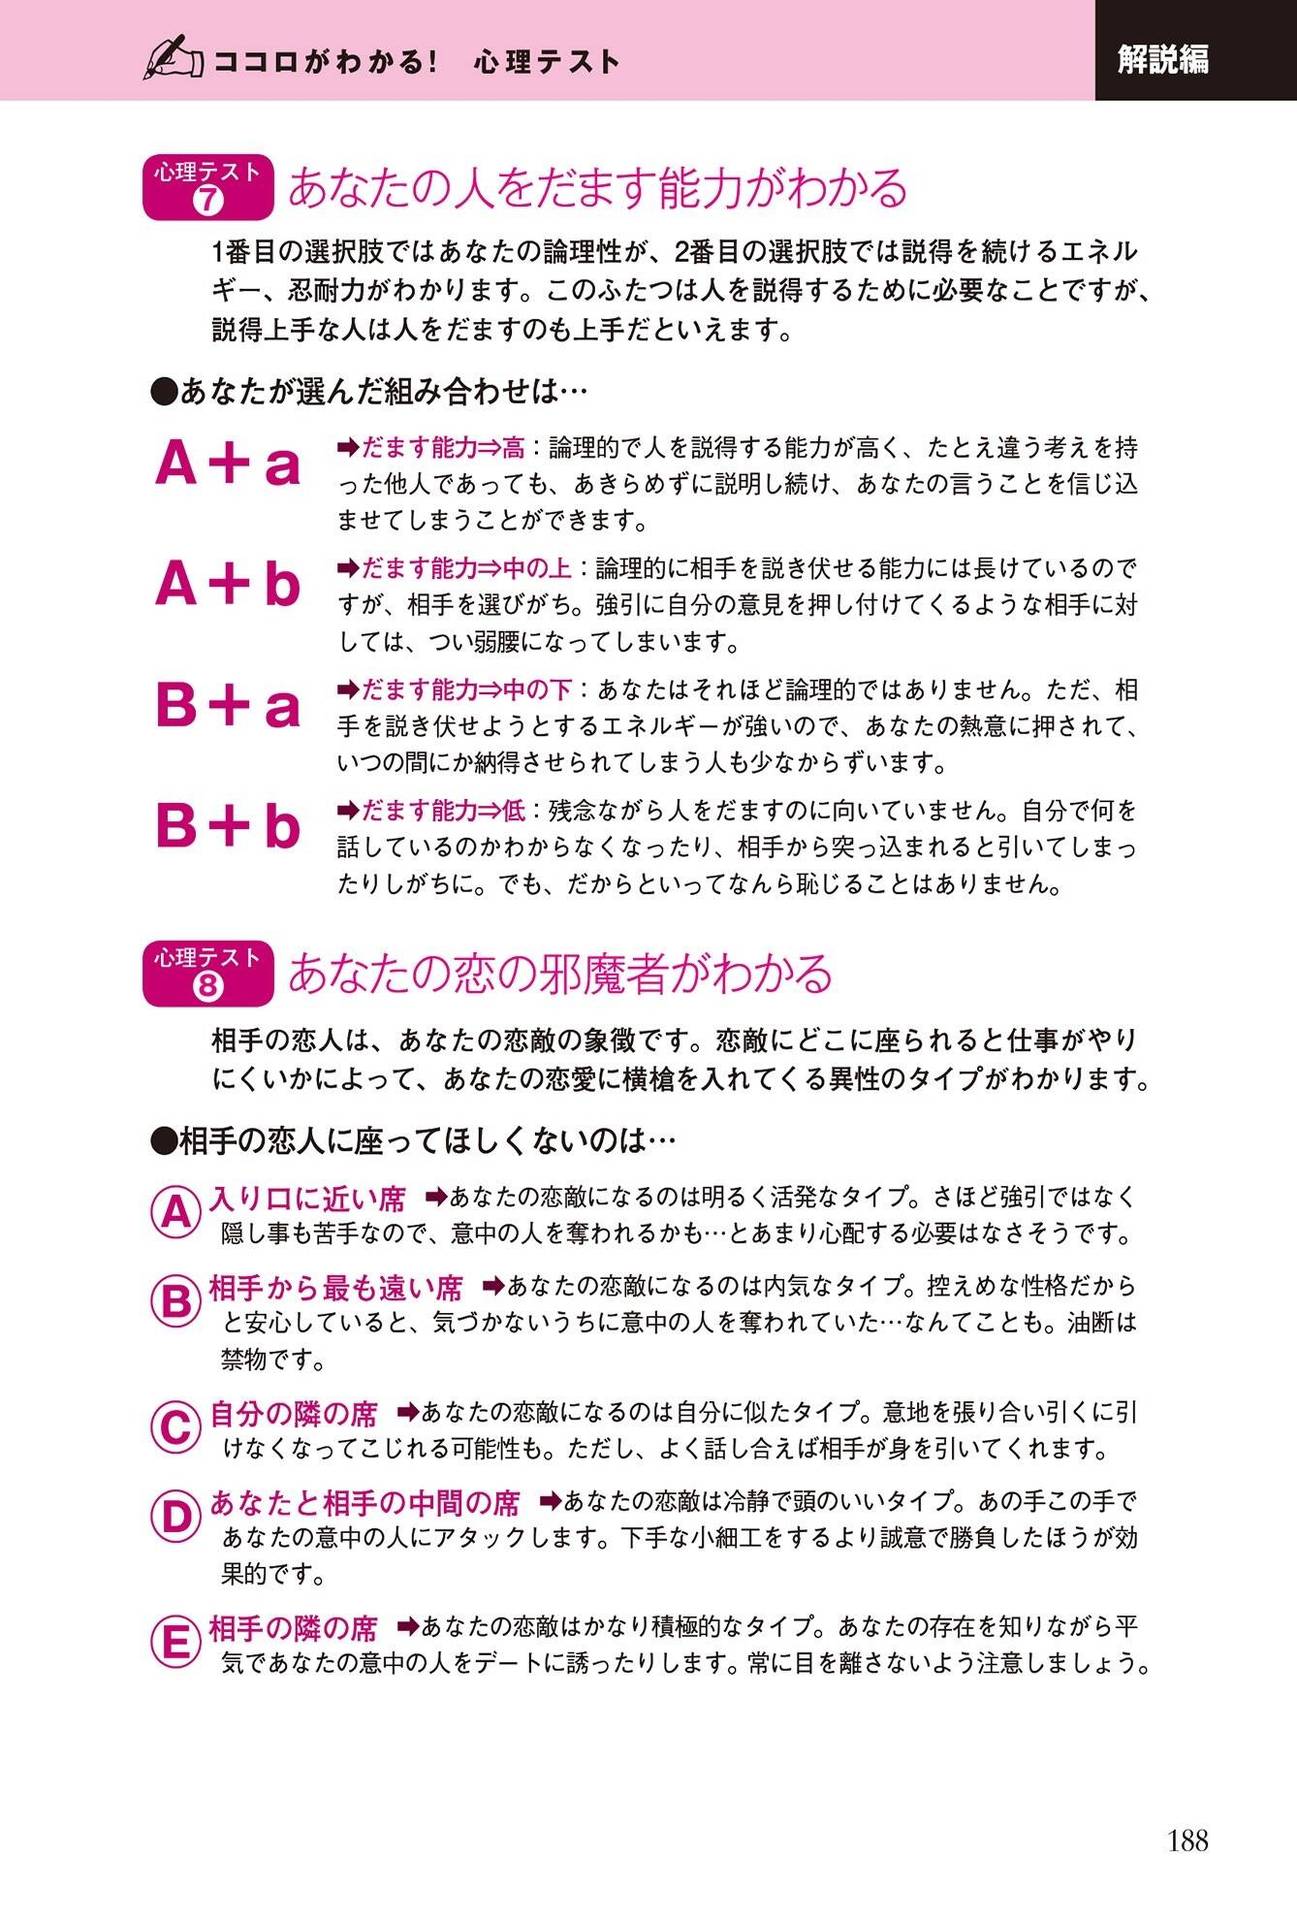 ココロがわかる！　心理テスト
解説編
心理テスト
❼
あなたの人をだます能力がわかる
1番目の選択肢ではあなたの論理性が、2番目の選択肢では説得を続けるエネル
ギー、忍耐力がわかります。このふたつは人を説得するために必要なことですが、
説得上手な人は人をだますのも上手だといえます。
●あなたが選んだ組み合わせは…
A＋a
➡だます能力⇒高：論理的で人を説得する能力が高く、たとえ違う考えを持
った他人であっても、あきらめずに説明し続け、あなたの言うことを信じ込
ませてしまうことができます。
A＋b
➡だます能力⇒中の上：論理的に相手を説き伏せる能力には長けているので
すが、相手を選びがち。強引に自分の意見を押し付けてくるような相手に対
しては、つい弱腰になってしまいます。
B＋a
➡だます能力⇒中の下：あなたはそれほど論理的ではありません。ただ、相
手を説き伏せようとするエネルギーが強いので、あなたの熱意に押されて、
いつの間にか納得させられてしまう人も少なからずいます。
B＋b
➡だます能力⇒低：残念ながら人をだますのに向いていません。自分で何を
話しているのかわからなくなったり、相手から突っ込まれると引いてしまっ
たりしがちに。でも、だからといってなんら恥じることはありません。
心理テスト
❽
あなたの恋の邪魔者がわかる
相手の恋人は、あなたの恋敵の象徴です。恋敵にどこに座られると仕事がやり
にくいかによって、あなたの恋愛に横槍を入れてくる異性のタイプがわかります。
●相手の恋人に座ってほしくないのは…
Ⓐ入り口に近い席　➡あなたの恋敵になるのは明るく活発なタイプ。さほど強引ではなく
隠し事も苦手なので、意中の人を奪われるかも…とあまり心配する必要はなさそうです。
Ⓑ相手から最も遠い席　➡あなたの恋敵になるのは内気なタイプ。控えめな性格だから
と安心していると、気づかないうちに意中の人を奪われていた…なんてことも。油断は
禁物です。
Ⓒ自分の隣の席　➡あなたの恋敵になるのは自分に似たタイプ。意地を張り合い引くに引
けなくなってこじれる可能性も。ただし、よく話し合えば相手が身を引いてくれます。
Ⓓあなたと相手の中間の席　➡あなたの恋敵は冷静で頭のいいタイプ。あの手この手で
あなたの意中の人にアタックします。下手な小細工をするより誠意で勝負したほうが効
果的です。
Ⓔ相手の隣の席　➡あなたの恋敵はかなり積極的なタイプ。あなたの存在を知りながら平
気であなたの意中の人をデートに誘ったりします。常に目を離さないよう注意しましょう。
188